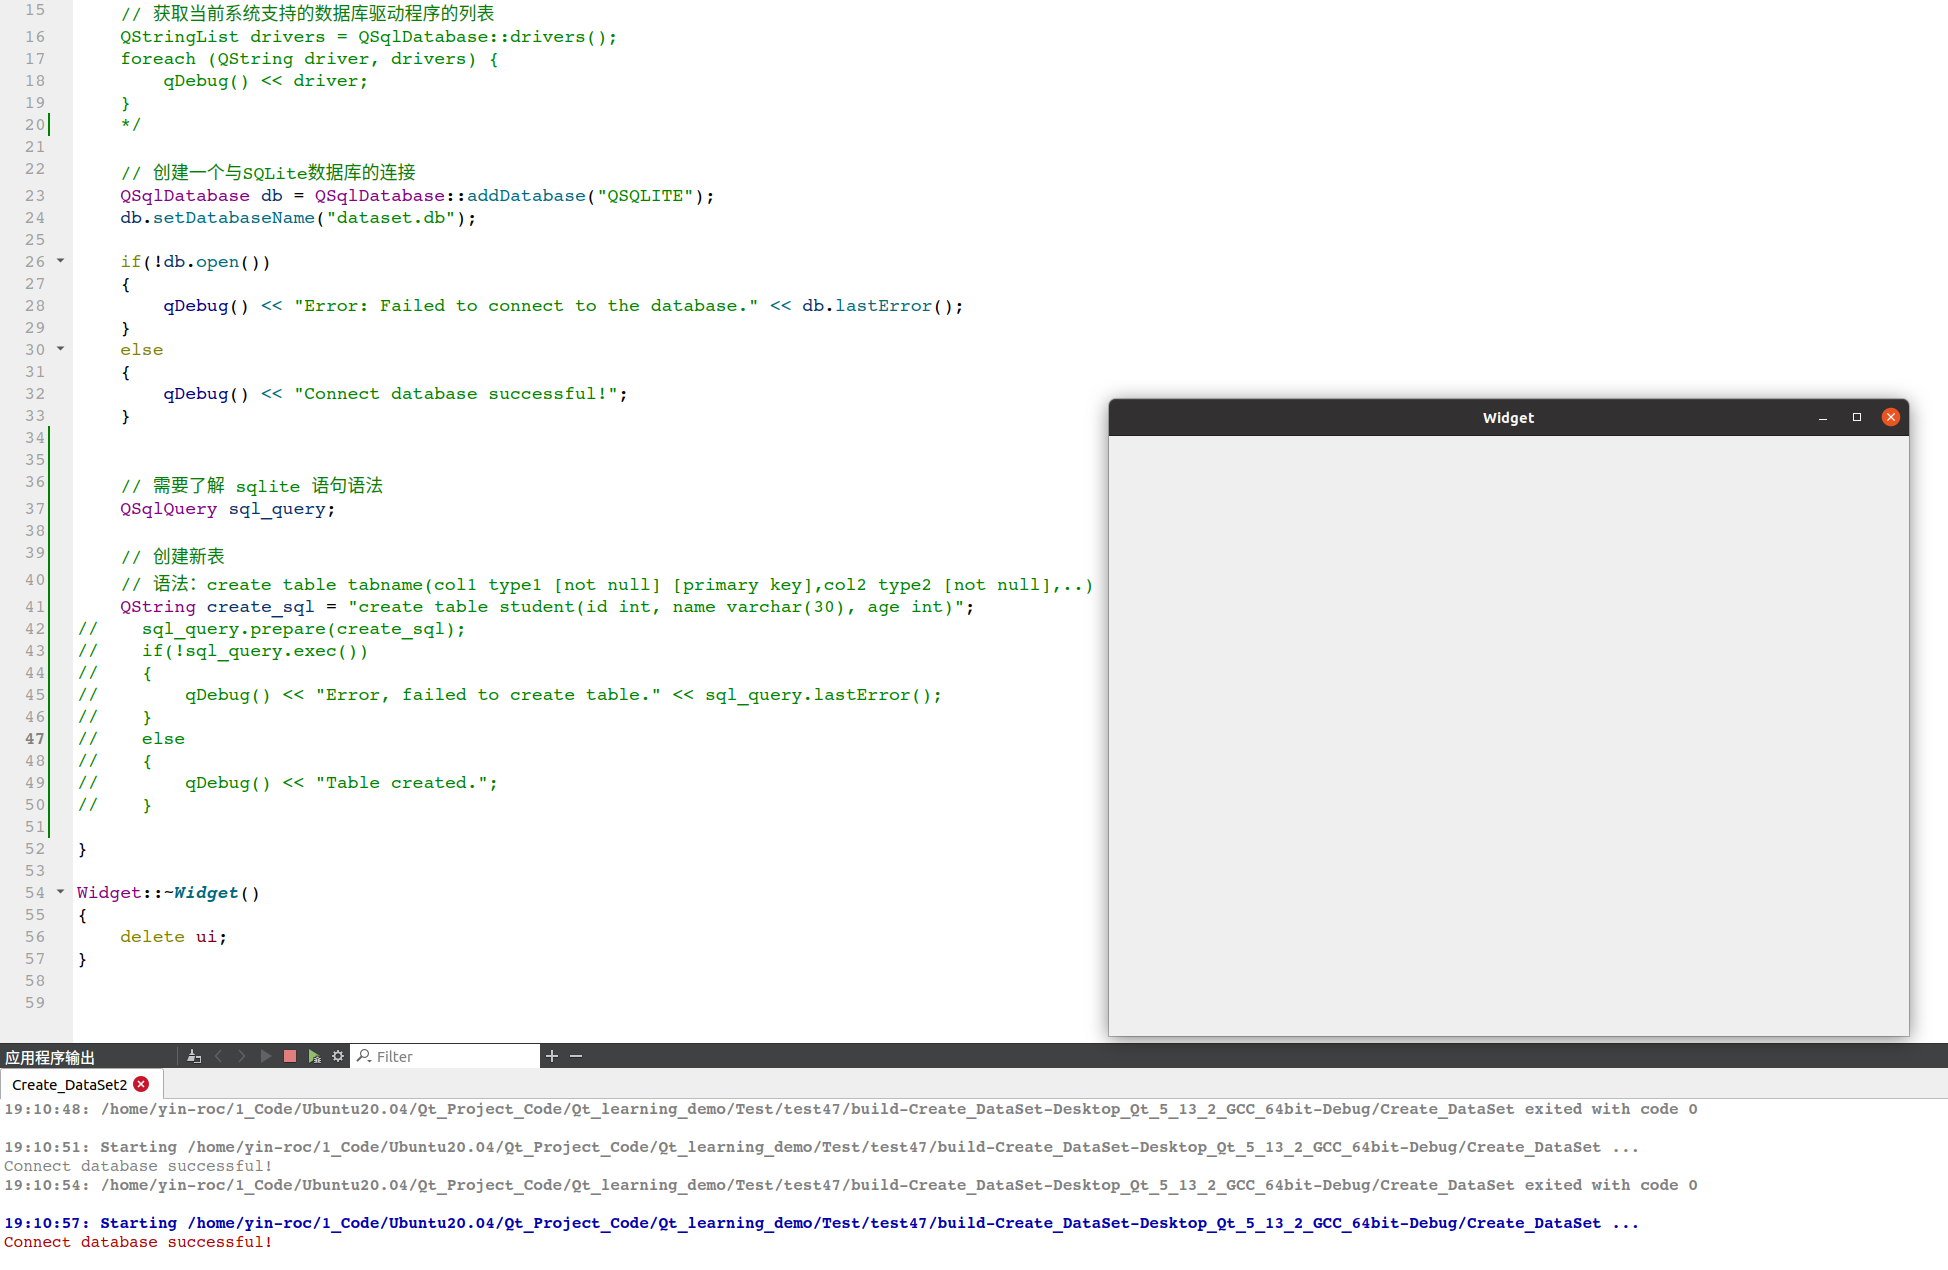 15 // 获取当前系统支持的数据库驱动程序的列表
16 QStringList drivers = QSqlDatabase::drivers();
17 foreach (QString driver, drivers) {
18 qDebug() << driver;
19 }
20 */
21
22 // 创建一个与SQLite数据库的连接
23 QSqlDatabase db = QSqlDatabase::addDatabase("QSQLITE");
24 db.setDatabaseName("dataset.db");
25
26 if(!db.open())
27 {
28 qDebug() << "Error: Failed to connect to the database." << db.lastError();
29 }
30 else
31 {
32 qDebug() << "Connect database successful!";
33 }
34
35
36 // 需要了解 sqlite 语句语法
37 QSqlQuery sql_query;
38
39 // 创建新表
40 // 语法：create table tabname(col1 type1 [not null] [primary key],col2 type2 [not null],..)
41 QString create_sql = "create table student(id int, name varchar(30), age int)";
42 // sql_query.prepare(create_sql);
43 // if(!sql_query.exec())
44 // {
45 // qDebug() << "Error, failed to create table." << sql_query.lastError();
46 // }
47 // else
48 // {
49 // qDebug() << "Table created.";
50 // }
51
52 }
53
54 Widget::~Widget()
55 {
56 delete ui;
57 }
58
59
Widget
应用程序输出
Filter
Create_DataSet2
19:10:48: /home/yin-roc/1_Code/Ubuntu20.04/Qt_Project_Code/Qt_learning_demo/Test/test47/build-Create_DataSet-Desktop_Qt_5_13_2_GCC_64bit-Debug/Create_DataSet exited with code 0
19:10:51: Starting /home/yin-roc/1_Code/Ubuntu20.04/Qt_Project_Code/Qt_learning_demo/Test/test47/build-Create_DataSet-Desktop_Qt_5_13_2_GCC_64bit-Debug/Create_DataSet ...
Connect database successful!
19:10:54: /home/yin-roc/1_Code/Ubuntu20.04/Qt_Project_Code/Qt_learning_demo/Test/test47/build-Create_DataSet-Desktop_Qt_5_13_2_GCC_64bit-Debug/Create_DataSet exited with code 0
19:10:57: Starting /home/yin-roc/1_Code/Ubuntu20.04/Qt_Project_Code/Qt_learning_demo/Test/test47/build-Create_DataSet-Desktop_Qt_5_13_2_GCC_64bit-Debug/Create_DataSet ...
Connect database successful!